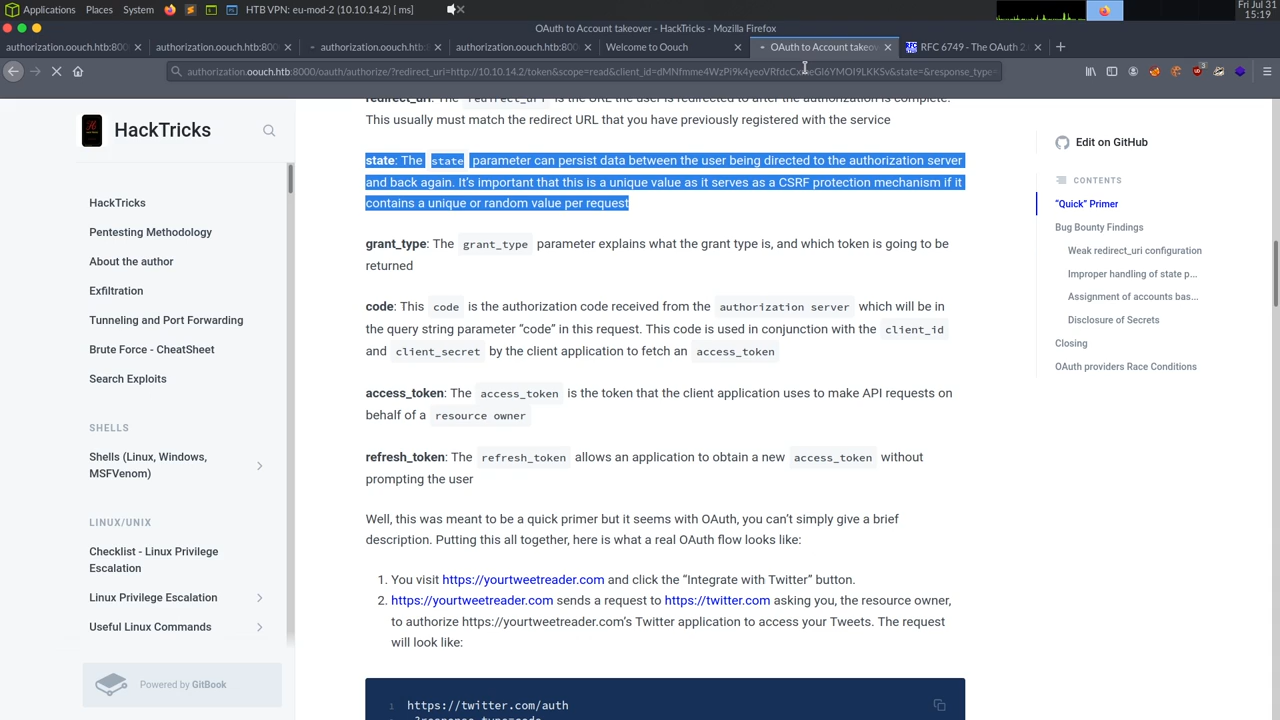 Applications
Places
System
HTB VPN: eu-mod-2 (10.10.14.2) [ms]
Fri Jul 31
15:19
OAuth to Account takeover - HackTricks - Mozilla Firefox
authorization.oouch.htb:800
authorization.oouch.htb:800
authorization.oouch.htb:800
authorization.oouch.htb:800
Welcome to Oouch
OAuth to Account takeov
RFC 6749 - The OAuth 2.
HackTricks
HackTricks
Pentesting Methodology
About the author
Exfiltration
Tunneling and Port Forwarding
Brute Force - CheatSheet
Search Exploits
SHELLS
Shells (Linux, Windows,
MSFVenom)
LINUX/UNIX
Checklist - Linux Privilege
Escalation
Linux Privilege Escalation
Useful Linux Commands
Powered by GitBook
redirect_uri: The redirect_uri is the URL the user is redirected to after the authorization is complete.
This usually must match the redirect URL that you have previously registered with the service
state: The state parameter can persist data between the user being directed to the authorization server
and back again. It’s important that this is a unique value as it serves as a CSRF protection mechanism if it
contains a unique or random value per request
grant_type: The grant_type parameter explains what the grant type is, and which token is going to be
returned
code: This code is the authorization code received from the authorization server which will be in
the query string parameter “code” in this request. This code is used in conjunction with the client_id
and client_secret by the client application to fetch an access_token
access_token: The access_token is the token that the client application uses to make API requests on
behalf of a resource owner
refresh_token: The refresh_token allows an application to obtain a new access_token without
prompting the user
Well, this was meant to be a quick primer but it seems with OAuth, you can’t simply give a brief
description. Putting this all together, here is what a real OAuth flow looks like:
1. You visit https://yourtweetreader.com and click the “Integrate with Twitter” button.
2. https://yourtweetreader.com sends a request to https://twitter.com asking you, the resource owner,
to authorize https://yourtweetreader.com’s Twitter application to access your Tweets. The request
will look like:
1 https://twitter.com/auth
Edit on GitHub
CONTENTS
“Quick” Primer
Bug Bounty Findings
Weak redirect_uri configuration
Improper handling of state p...
Assignment of accounts bas...
Disclosure of Secrets
Closing
OAuth providers Race Conditions